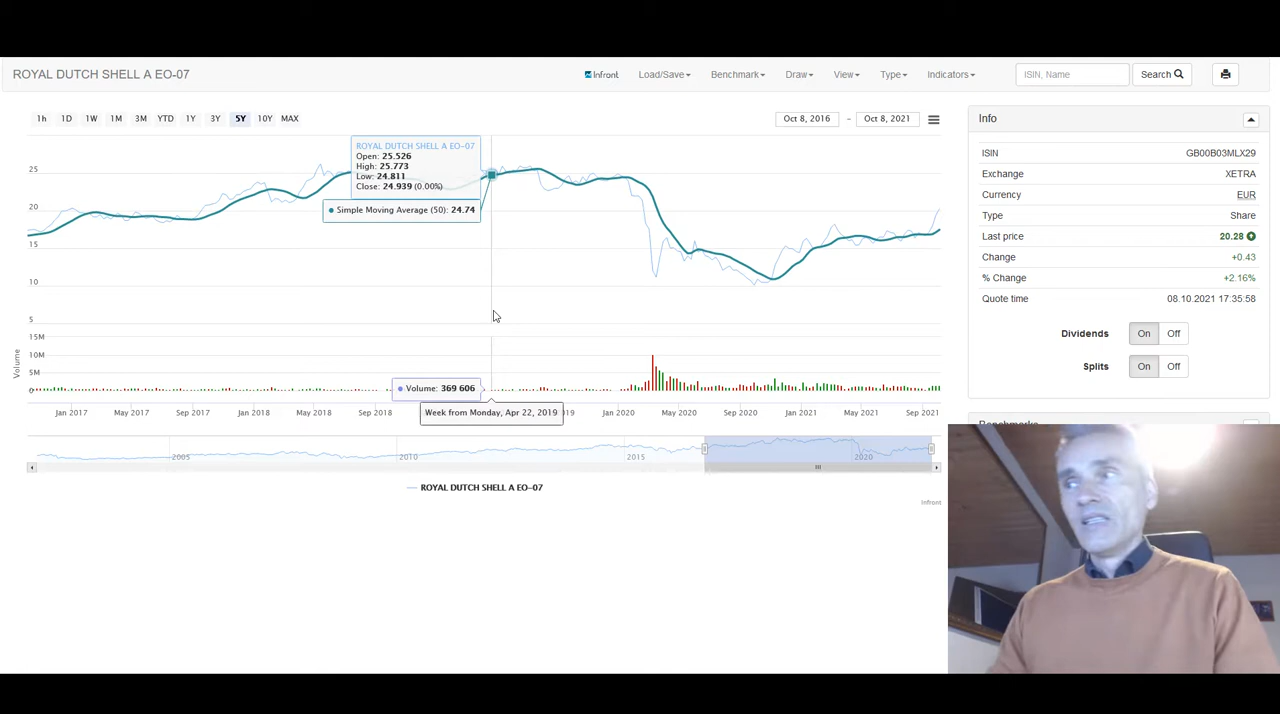 ROYAL DUTCH SHELL A EO-07
infront
Load/Save
Benchmark
Draw
View
Type
Indicators
ISIN, Name
Search
1h 1D 1W 1M 3M YTD 1Y 3Y 5Y 10Y MAX
Oct 8, 2016 - Oct 8, 2021
ROYAL DUTCH SHELL A EO-07
Open: 25.526
High: 25.773
Low: 24.811
Close: 24.939 (0.00%)
Simple Moving Average (50): 24.74
25
20
15
10
5
15M
10M
5M
0
Volume
Volume: 369 606
Jan 2017 May 2017 Sep 2017 Jan 2018 May 2018 Sep 2018 019 Jan 2020 May 2020 Sep 2020 Jan 2021 May 2021 Sep 2021
Week from Monday, Apr 22, 2019
2005 2010 2015 2020
ROYAL DUTCH SHELL A EO-07
Infront
Info
ISIN GB00B03MLX29
Exchange XETRA
Currency EUR
Type Share
Last price 20.28
Change +0.43
% Change +2.16%
Quote time 08.10.2021 17:35:58
Dividends On Off
Splits On Off
Benchmarks